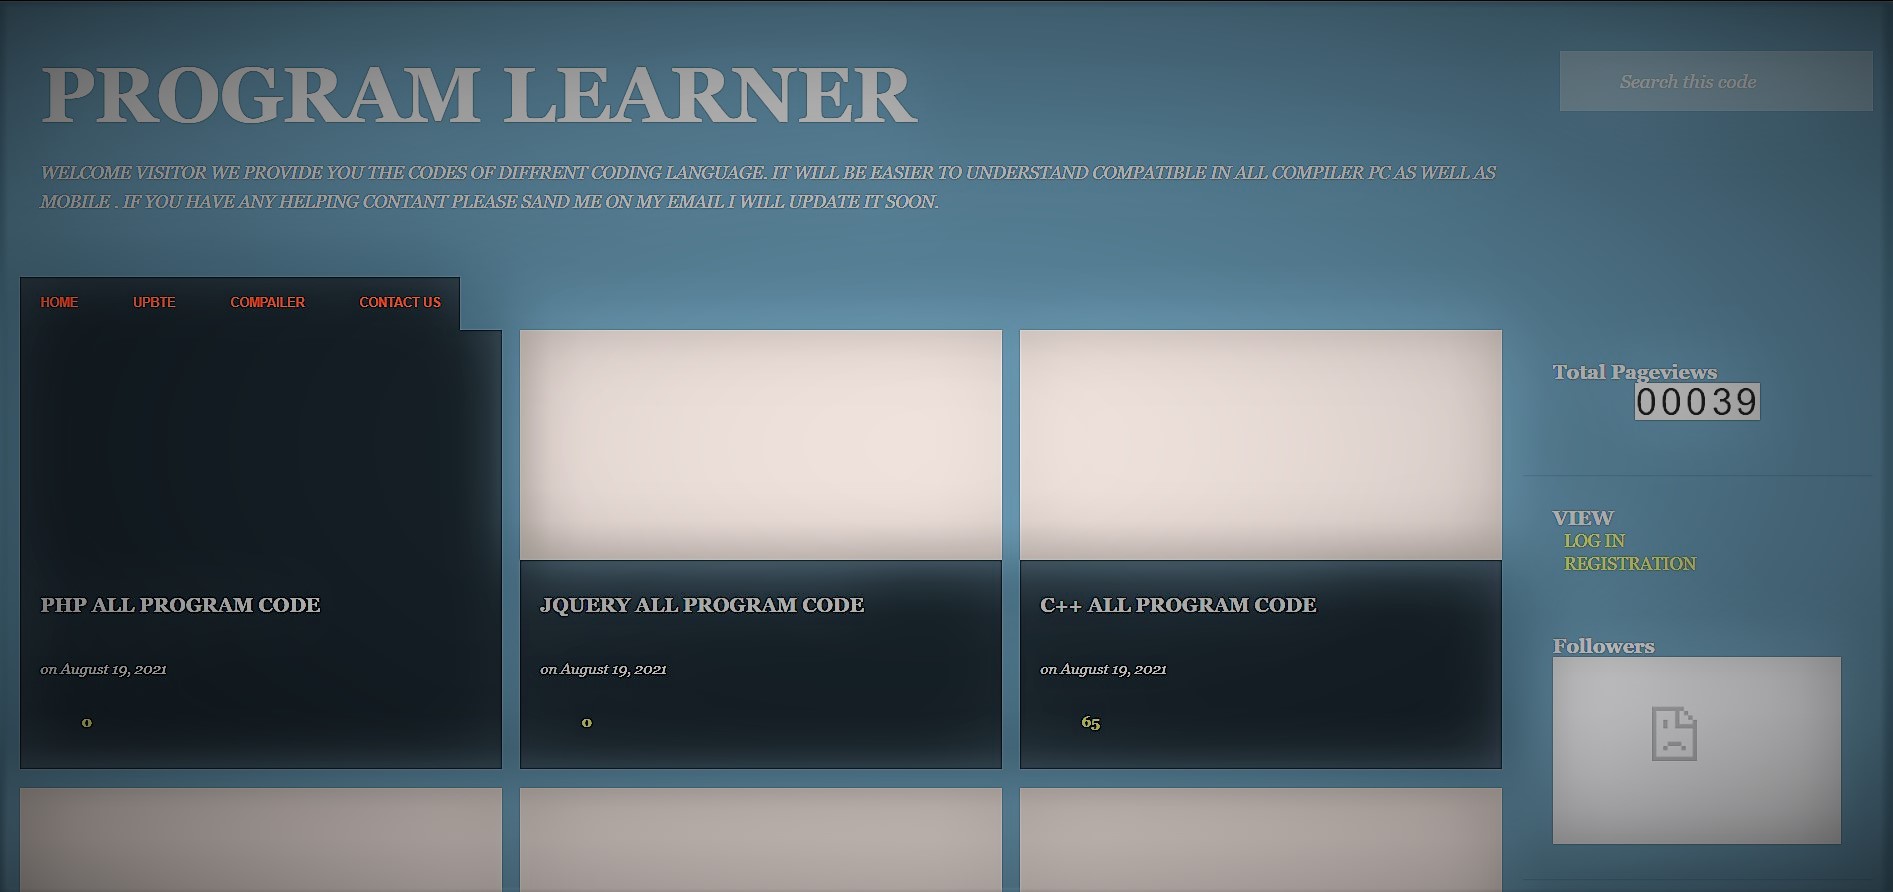 PROGRAM LEARNER
Search this code
WELCOME VISITOR WE PROVIDE YOU THE CODES OF DIFFRENT CODING LANGUAGE. IT WILL BE EASIER TO UNDERSTAND COMPATIBLE IN ALL COMPILER PC AS WELL AS
MOBILE . IF YOU HAVE ANY HELPING CONTANT PLEASE SAND ME ON MY EMAIL I WILL UPDATE IT SOON.
HOME UPBTE COMPAILER CONTACT US
PHP ALL PROGRAM CODE
on August 19, 2021
0
JQUERY ALL PROGRAM CODE
on August 19, 2021
0
C++ ALL PROGRAM CODE
on August 19, 2021
65
Total Pageviews
00039
VIEW
LOG IN
REGISTRATION
Followers